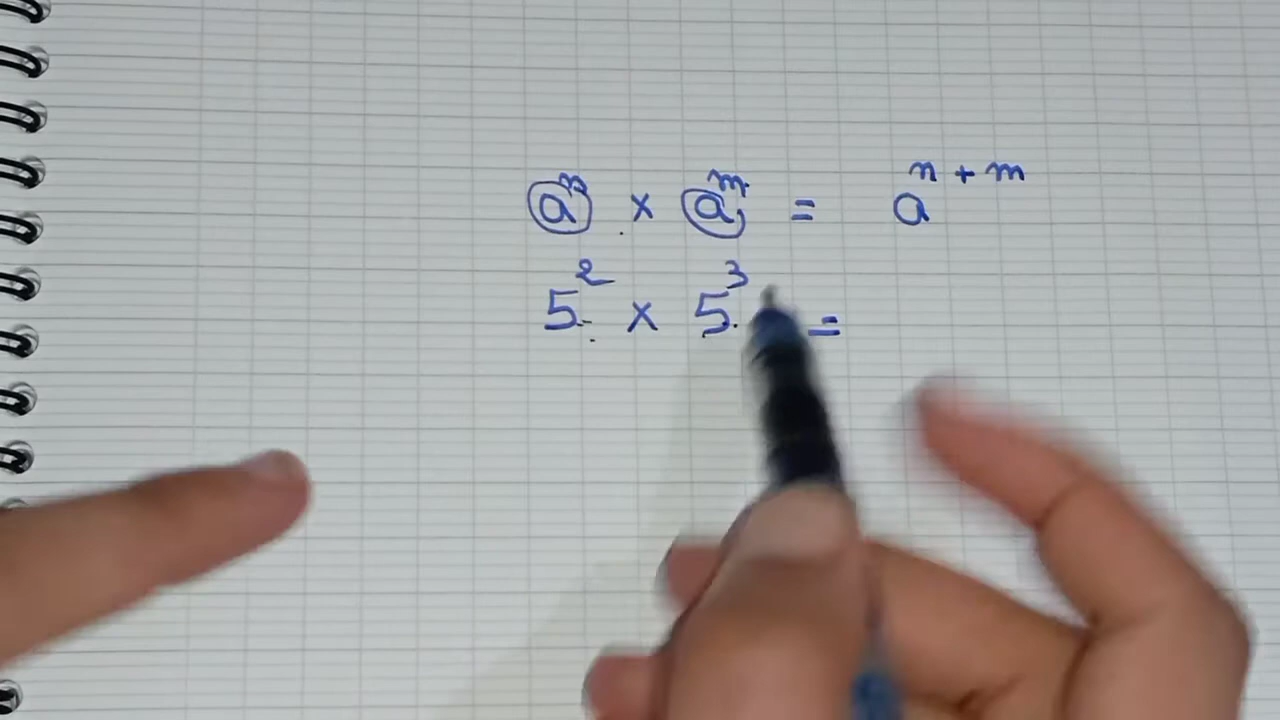 aⁿ × aᵐ = aⁿ⁺ᵐ
5² × 5³ =